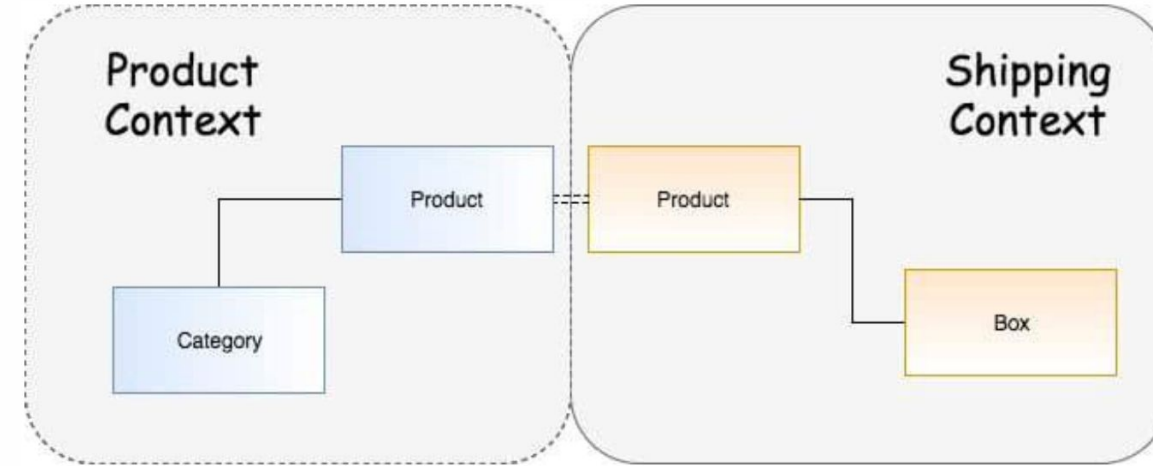 Product
Context
Shipping
Context
Product
Product
Category
Box